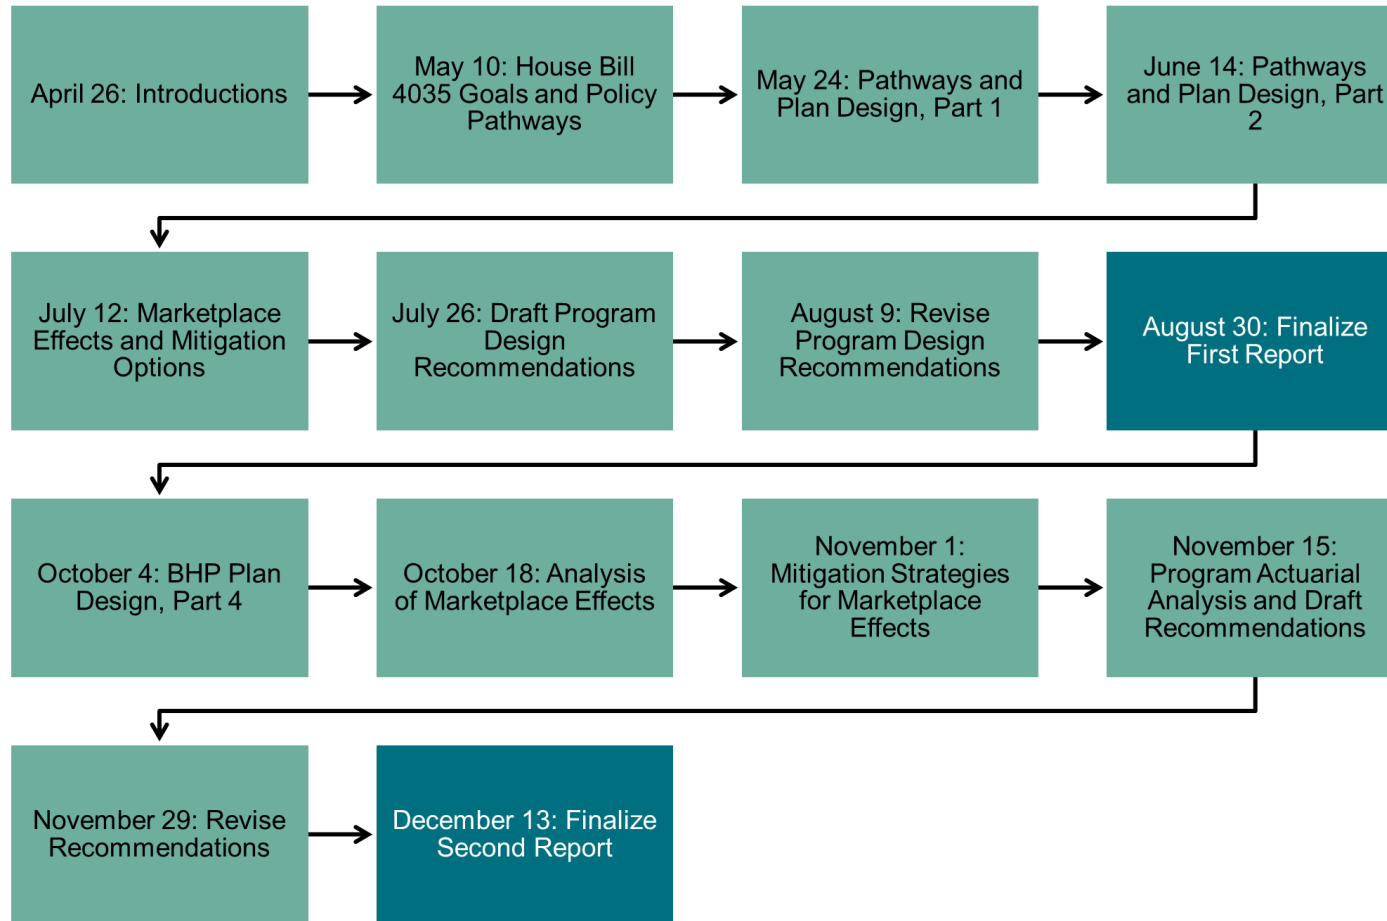 April 26: Introductions
May 10: House Bill
4035 Goals and Policy
Pathways
May 24: Pathways and
Plan Design, Part 1
June 14: Pathways
and Plan Design, Part
2
July 12: Marketplace
Effects and Mitigation
Options
July 26: Draft Program
Design
Recommendations
August 9: Revise
Program Design
Recommendations
August 30: Finalize
First Report
October 4: BHP Plan
Design, Part 4
October 18: Analysis
of Marketplace Effects
November 1:
Mitigation Strategies
for Marketplace
Effects
November 15:
Program Actuarial
Analysis and Draft
Recommendations
November 29: Revise
Recommendations
December 13: Finalize
Second Report